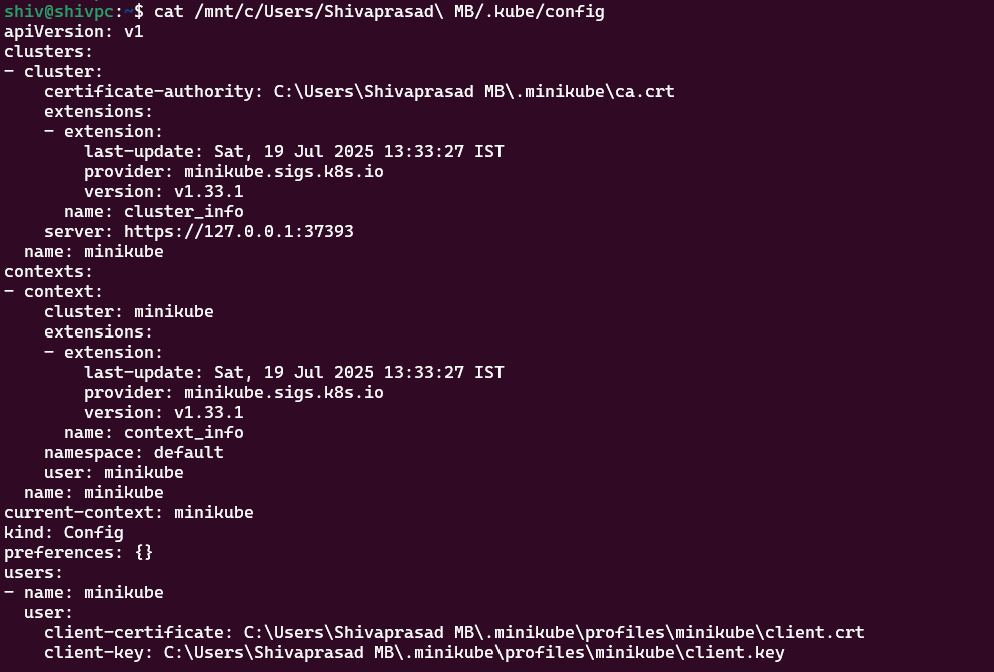 shiv@shivpc:~$ cat /mnt/c/Users/Shivaprasad\ MB/.kube/config
apiVersion: v1
clusters:
- cluster:
    certificate-authority: C:\Users\Shivaprasad MB\.minikube\ca.crt
    extensions:
    - extension:
        last-update: Sat, 19 Jul 2025 13:33:27 IST
        provider: minikube.sigs.k8s.io
        version: v1.33.1
      name: cluster_info
    server: https://127.0.0.1:37393
  name: minikube
contexts:
- context:
    cluster: minikube
    extensions:
    - extension:
        last-update: Sat, 19 Jul 2025 13:33:27 IST
        provider: minikube.sigs.k8s.io
        version: v1.33.1
      name: context_info
    namespace: default
    user: minikube
  name: minikube
current-context: minikube
kind: Config
preferences: {}
users:
- name: minikube
  user:
    client-certificate: C:\Users\Shivaprasad MB\.minikube\profiles\minikube\client.crt
    client-key: C:\Users\Shivaprasad MB\.minikube\profiles\minikube\client.key